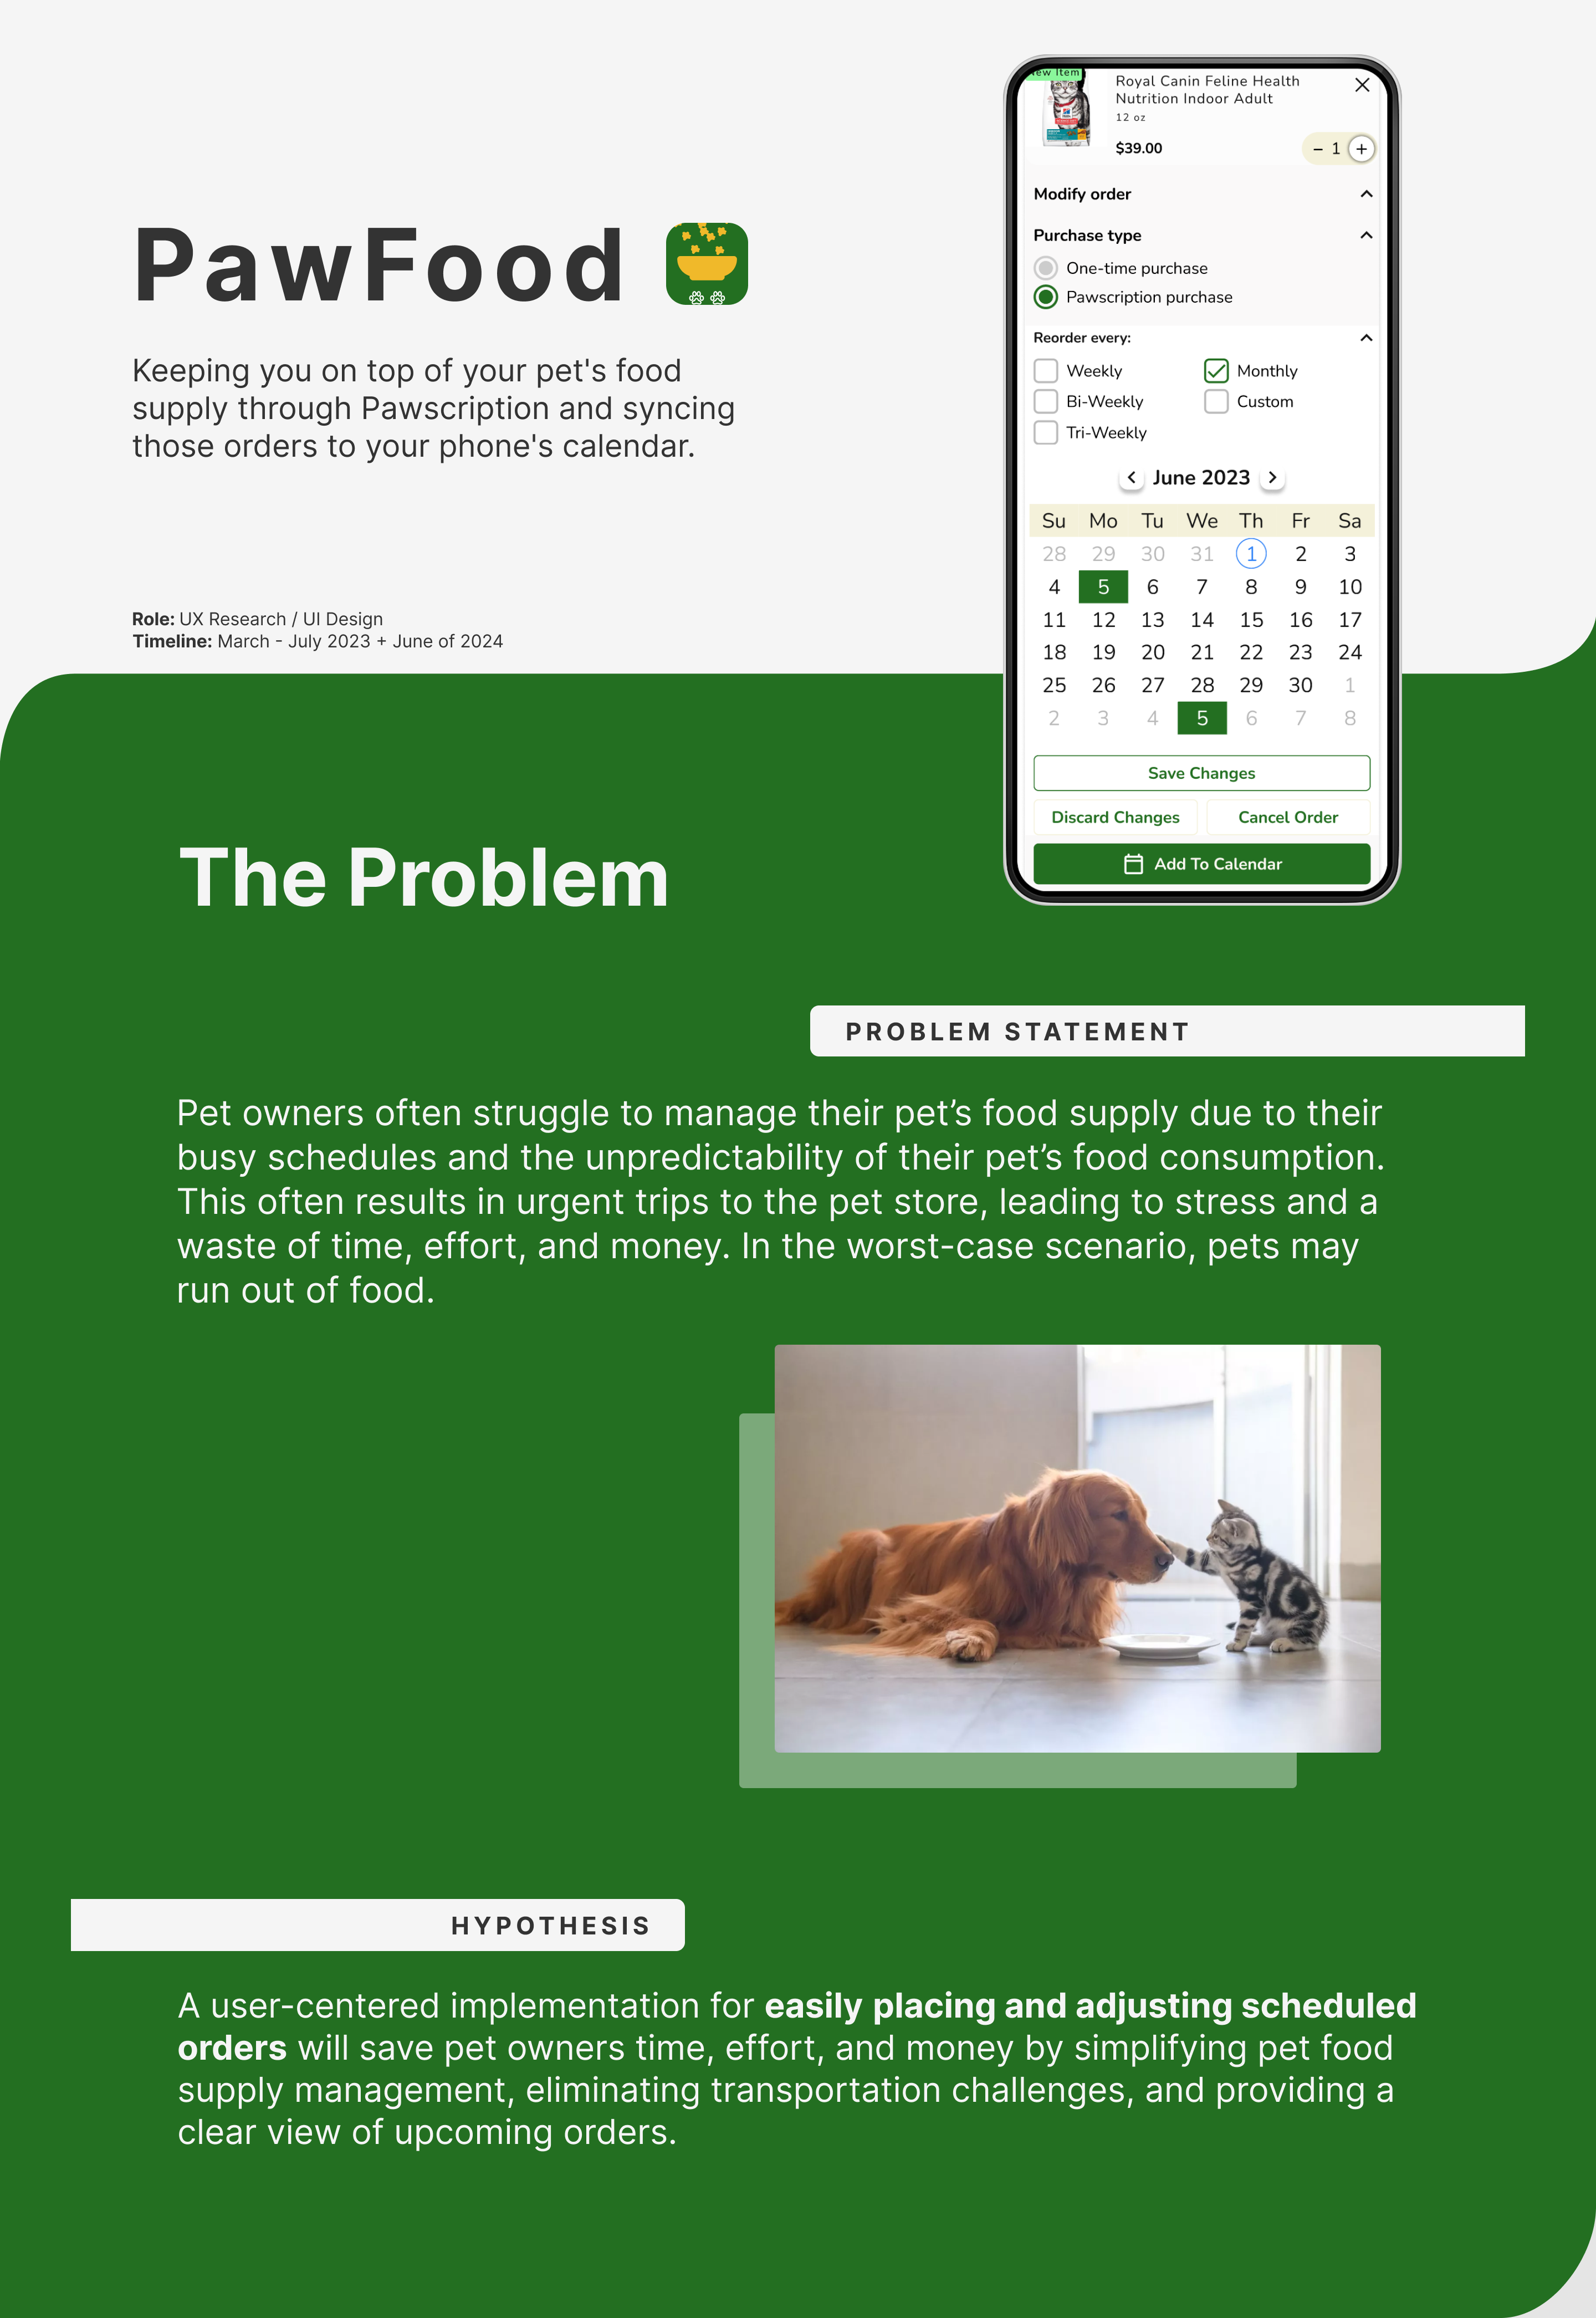 PawFood
Keeping you on top of your pet's food
supply through Pawscription and syncing
those orders to your phone's calendar.
Role: UX Research / UI Design
Timeline: March - July 2023 + June of 2024
Item
Royal Canin Feline Health
Nutrition Indoor Adult
12 oz
$39.00
− 1 +
Modify order
Purchase type
One-time purchase
Pawscription purchase
Reorder every:
Weekly Monthly
Bi-Weekly Custom
Tri-Weekly
June 2023
Su Mo Tu We Th Fr Sa
28 29 30 31 1 2 3
4 5 6 7 8 9 10
11 12 13 14 15 16 17
18 19 20 21 22 23 24
25 26 27 28 29 30 1
2 3 4 5 6 7 8
Save Changes
Discard Changes Cancel Order
Add To Calendar
The Problem
PROBLEM STATEMENT
Pet owners often struggle to manage their pet’s food supply due to their
busy schedules and the unpredictability of their pet’s food consumption.
This often results in urgent trips to the pet store, leading to stress and a
waste of time, effort, and money. In the worst-case scenario, pets may
run out of food.
HYPOTHESIS
A user-centered implementation for easily placing and adjusting scheduled
orders will save pet owners time, effort, and money by simplifying pet food
supply management, eliminating transportation challenges, and providing a
clear view of upcoming orders.